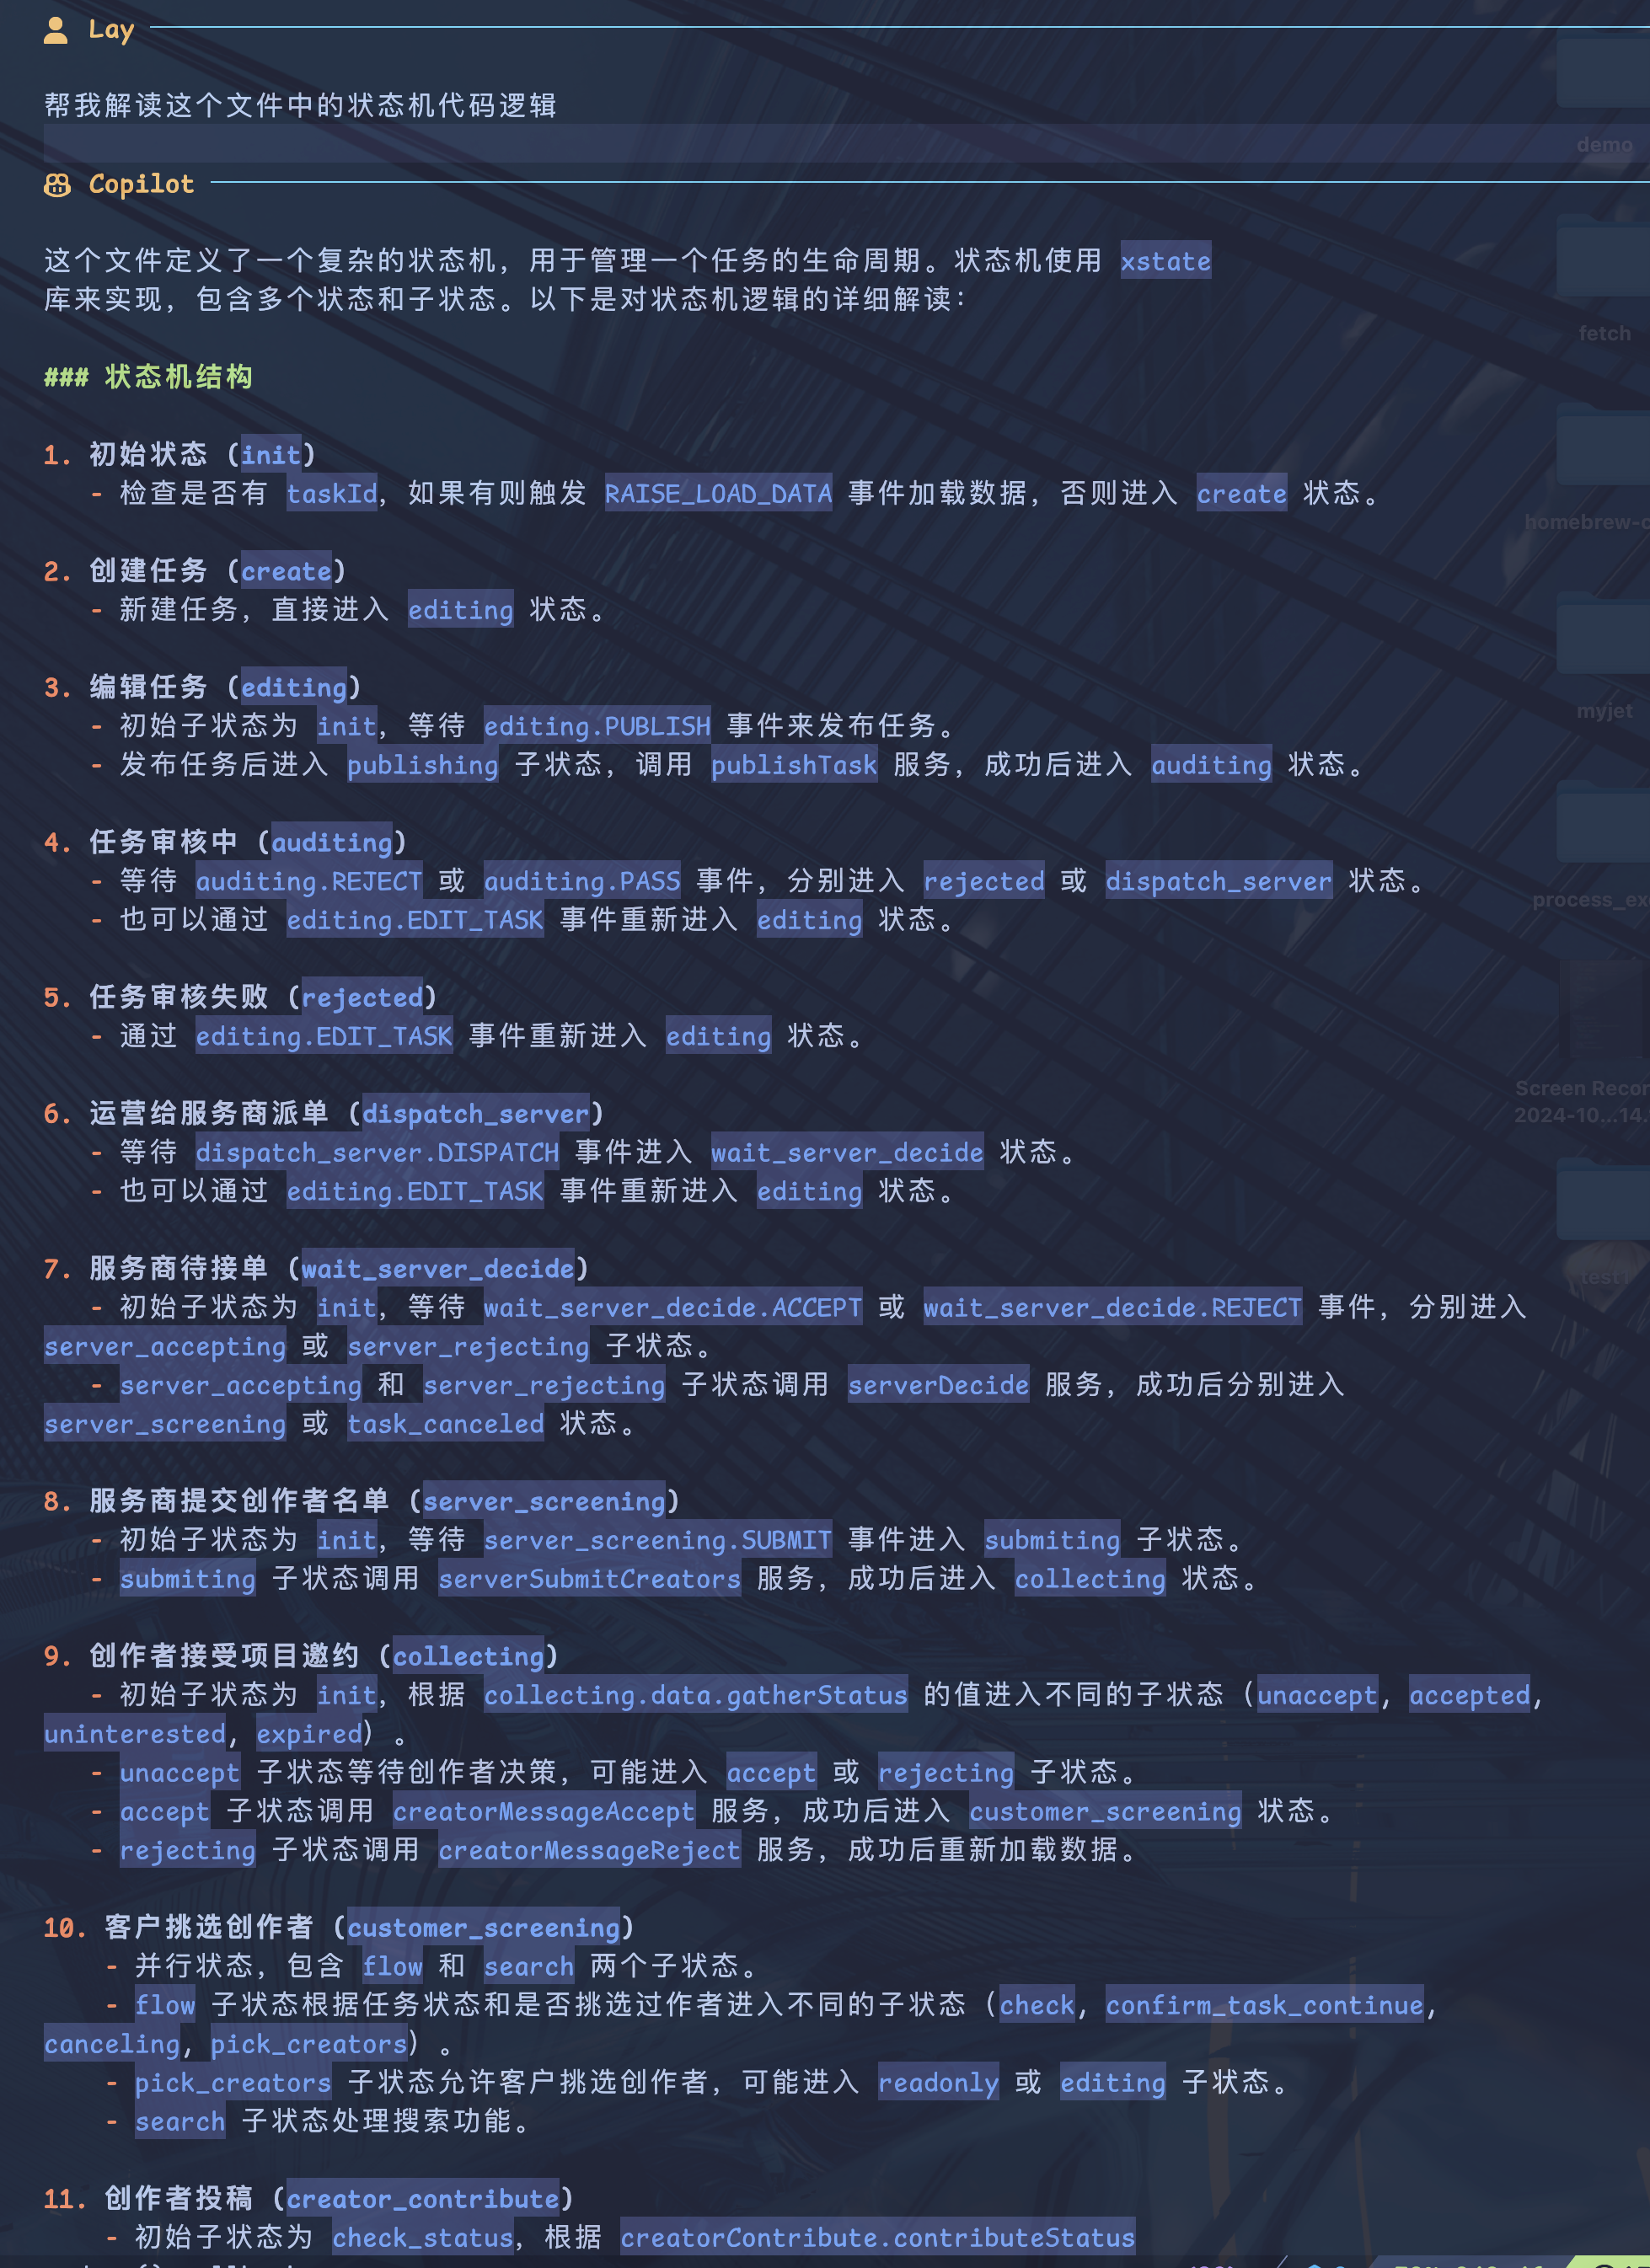 Lay
帮我解读这个文件中的状态机代码逻辑
demo
Copilot
这个文件定义了一个复杂的状态机，用于管理一个任务的生命周期。状态机使用 xstate
库来实现，包含多个状态和子状态。以下是对状态机逻辑的详细解读：
fetch
### 状态机结构
1. 初始状态 (init)
- 检查是否有 taskId，如果有则触发 RAISE_LOAD_DATA 事件加载数据，否则进入 create 状态。
homebrew-c
2. 创建任务 (create)
- 新建任务，直接进入 editing 状态。
3. 编辑任务 (editing)
- 初始子状态为 init，等待 editing.PUBLISH 事件来发布任务。
myjet
- 发布任务后进入 publishing 子状态，调用 publishTask 服务，成功后进入 auditing 状态。
4. 任务审核中 (auditing)
- 等待 auditing.REJECT 或 auditing.PASS 事件，分别进入 rejected 或 dispatch_server 状态。
process_exe
- 也可以通过 editing.EDIT_TASK 事件重新进入 editing 状态。
5. 任务审核失败 (rejected)
- 通过 editing.EDIT_TASK 事件重新进入 editing 状态。
Screen Recor
2024-10...14.
6. 运营给服务商派单 (dispatch_server)
- 等待 dispatch_server.DISPATCH 事件进入 wait_server_decide 状态。
- 也可以通过 editing.EDIT_TASK 事件重新进入 editing 状态。
7. 服务商待接单 (wait_server_decide)
test1
- 初始子状态为 init，等待 wait_server_decide.ACCEPT 或 wait_server_decide.REJECT 事件，分别进入
server_accepting 或 server_rejecting 子状态。
- server_accepting 和 server_rejecting 子状态调用 serverDecide 服务，成功后分别进入
server_screening 或 task_canceled 状态。
8. 服务商提交创作者名单 (server_screening)
- 初始子状态为 init，等待 server_screening.SUBMIT 事件进入 submiting 子状态。
- submiting 子状态调用 serverSubmitCreators 服务，成功后进入 collecting 状态。
9. 创作者接受项目邀约 (collecting)
- 初始子状态为 init，根据 collecting.data.gatherStatus 的值进入不同的子状态（unaccept, accepted,
uninterested, expired）。
- unaccept 子状态等待创作者决策，可能进入 accept 或 rejecting 子状态。
- accept 子状态调用 creatorMessageAccept 服务，成功后进入 customer_screening 状态。
- rejecting 子状态调用 creatorMessageReject 服务，成功后重新加载数据。
10. 客户挑选创作者 (customer_screening)
- 并行状态，包含 flow 和 search 两个子状态。
- flow 子状态根据任务状态和是否挑选过作者进入不同的子状态（check, confirm_task_continue,
canceling, pick_creators）。
- pick_creators 子状态允许客户挑选创作者，可能进入 readonly 或 editing 子状态。
- search 子状态处理搜索功能。
11. 创作者投稿 (creator_contribute)
- 初始子状态为 check_status，根据 creatorContribute.contributeStatus